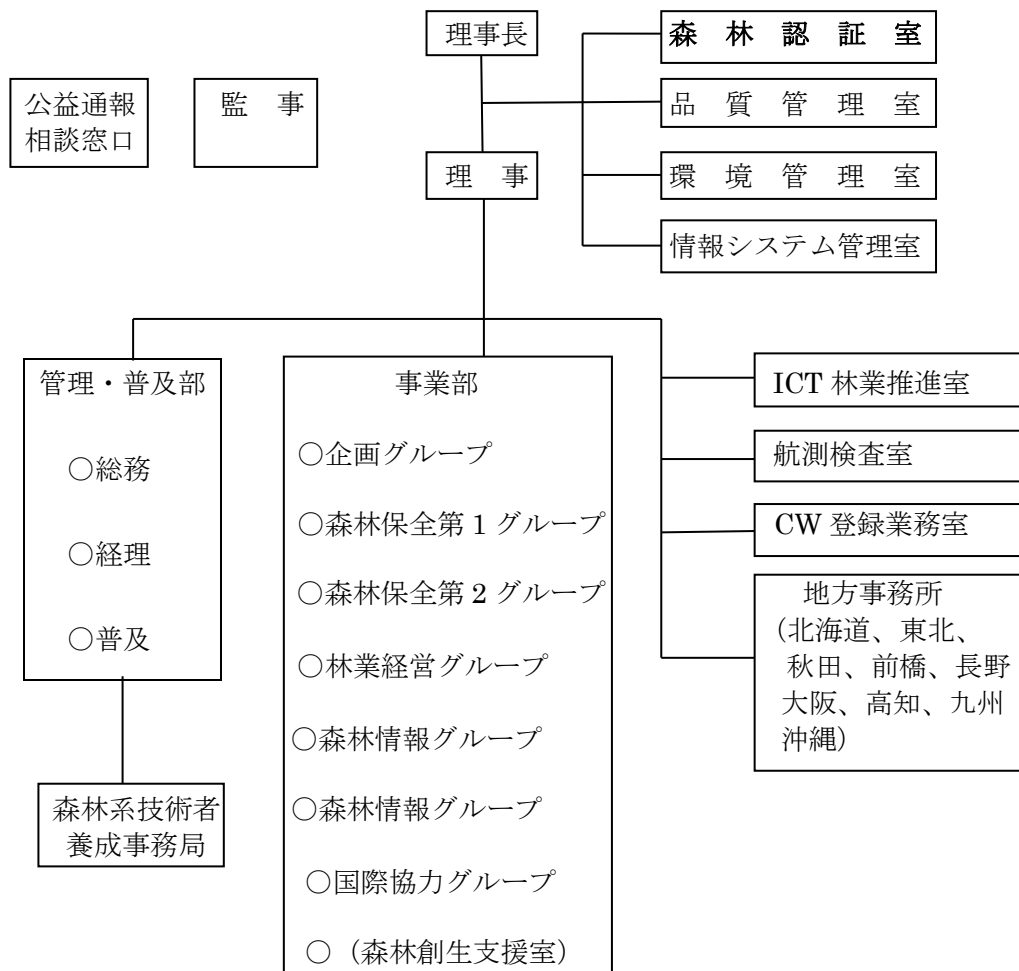 理事長
森林認証室
公益通報
相談窓口
監事
品質管理室
理事
環境管理室
情報システム管理室
管理・普及部
○総務
○経理
○普及
森林系技術者
養成事務局
事業部
○企画グループ
○森林保全第1グループ
○森林保全第2グループ
○林業経営グループ
○森林情報グループ
○森林情報グループ
○国際協力グループ
○（森林創生支援室）
ICT 林業推進室
航測検査室
CW 登録業務室
地方事務所
(北海道、東北、
秋田、前橋、長野
大阪、高知、九州
沖縄)